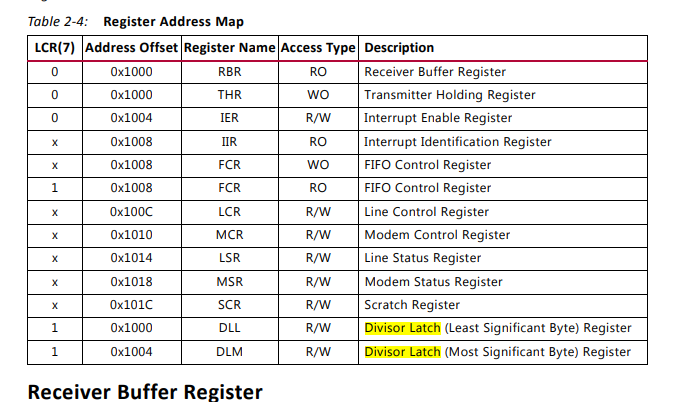 Table 2-4: Register Address Map
LCR(7) Address Offset Register Name Access Type Description
0 0x1000 RBR RO Receiver Buffer Register
0 0x1000 THR WO Transmitter Holding Register
0 0x1004 IER R/W Interrupt Enable Register
x 0x1008 IIR RO Interrupt Identification Register
x 0x1008 FCR WO FIFO Control Register
1 0x1008 FCR RO FIFO Control Register
x 0x100C LCR R/W Line Control Register
x 0x1010 MCR R/W Modem Control Register
x 0x1014 LSR R/W Line Status Register
x 0x1018 MSR R/W Modem Status Register
x 0x101C SCR R/W Scratch Register
1 0x1000 DLL R/W Divisor Latch (Least Significant Byte) Register
1 0x1004 DLM R/W Divisor Latch (Most Significant Byte) Register
Receiver Buffer Register